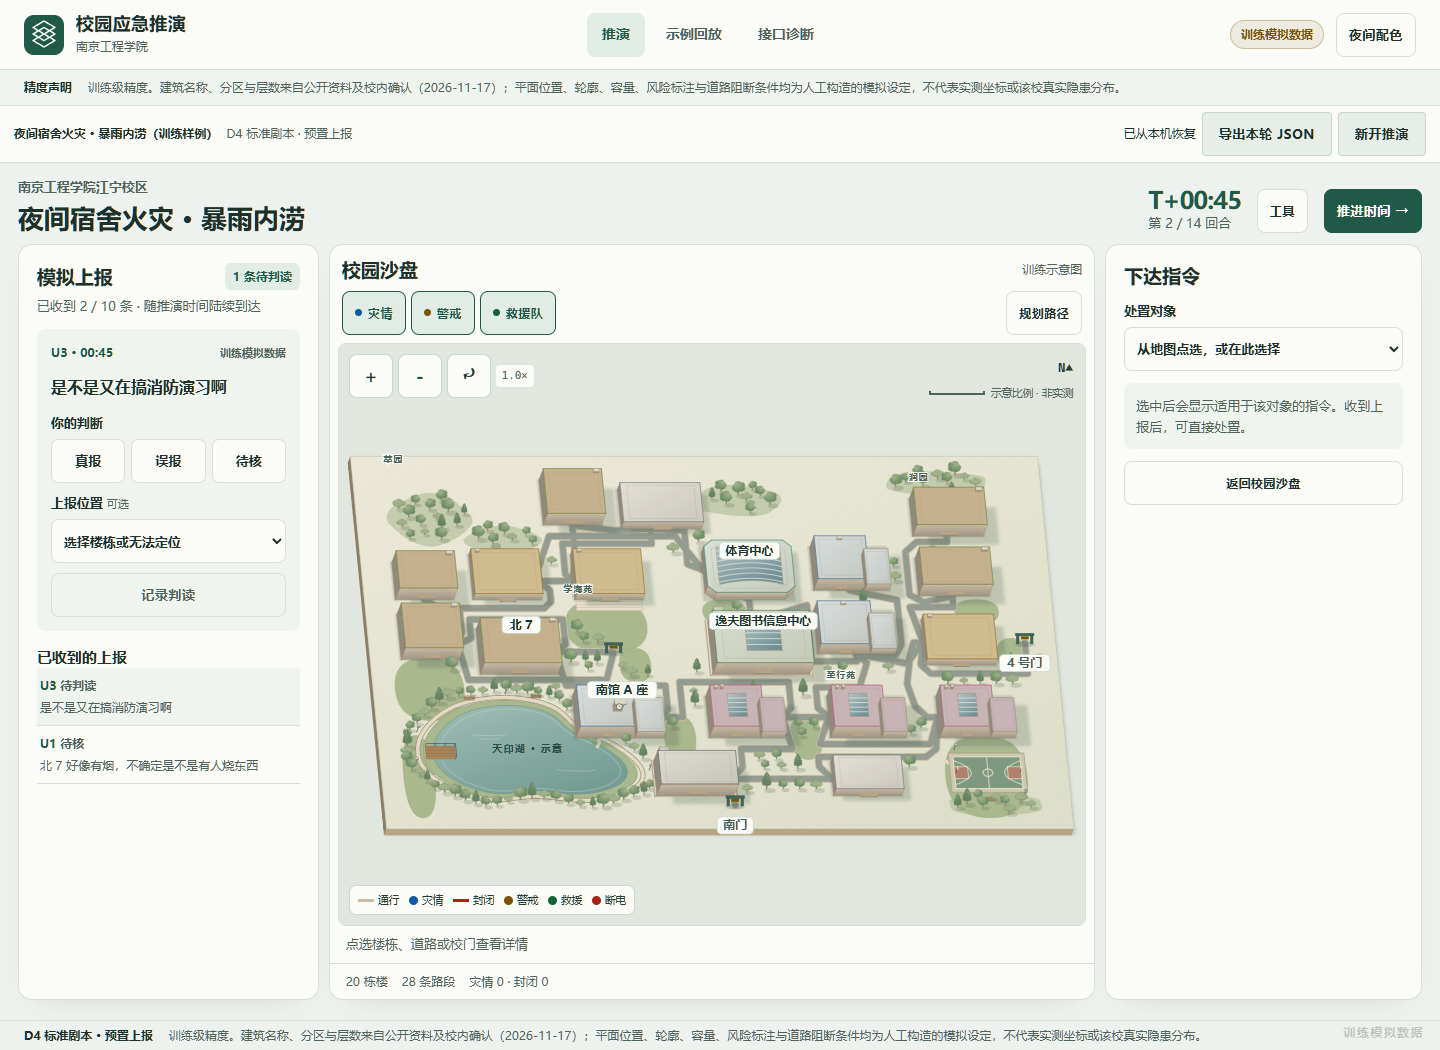 校园应急推演
南京工程学院
推演
示例回放
接口诊断
训练模拟数据
夜间配色
精度声明 训练级精度。建筑名称、分区与层数来自公开资料及校内确认（2026-11-17）；平面位置、轮廓、容量、风险标注与道路阻断条件均为人工构造的模拟设定，不代表实测坐标或该校真实隐患分布。
夜间宿舍火灾·暴雨内涝（训练样例） D4 标准剧本·预置上报
已从本机恢复
导出本轮 JSON
新开推演
南京工程学院江宁校区
夜间宿舍火灾·暴雨内涝
T+00:45
第 2 / 14 回合
工具
推进时间 →
模拟上报
1 条待判读
已收到 2 / 10 条 · 随推演时间陆续到达
U3 · 00:45
训练模拟数据
是不是又在搞消防演习啊
你的判断
真报
误报
待核
上报位置 可选
选择楼栋或无法定位
记录判读
已收到的上报
U3 待判读
是不是又在搞消防演习啊
U1 待核
北 7 好像有烟，不确定是不是有人烧东西
校园沙盘
训练示意图
灾情
警戒
救援队
规划路径
+
-
1.0×
N▲
示意比例 · 非实测
萃园
润园
体育中心
学海苑
北 7
逸夫图书信息中心
4 号门
至行苑
南馆 A 座
天印湖 · 示意
南门
通行
灾情
封闭
警戒
救援
断电
点选楼栋、道路或校门查看详情
20 栋楼 28 条路段 灾情 0 · 封闭 0
下达指令
处置对象
从地图点选，或在此选择
选中后会显示适用于该对象的指令。收到上
报后，可直接处置。
返回校园沙盘
D4 标准剧本·预置上报 训练级精度。建筑名称、分区与层数来自公开资料及校内确认（2026-11-17）；平面位置、轮廓、容量、风险标注与道路阻断条件均为人工构造的模拟设定，不代表实测坐标或该校真实隐患分布。
训练模拟数据